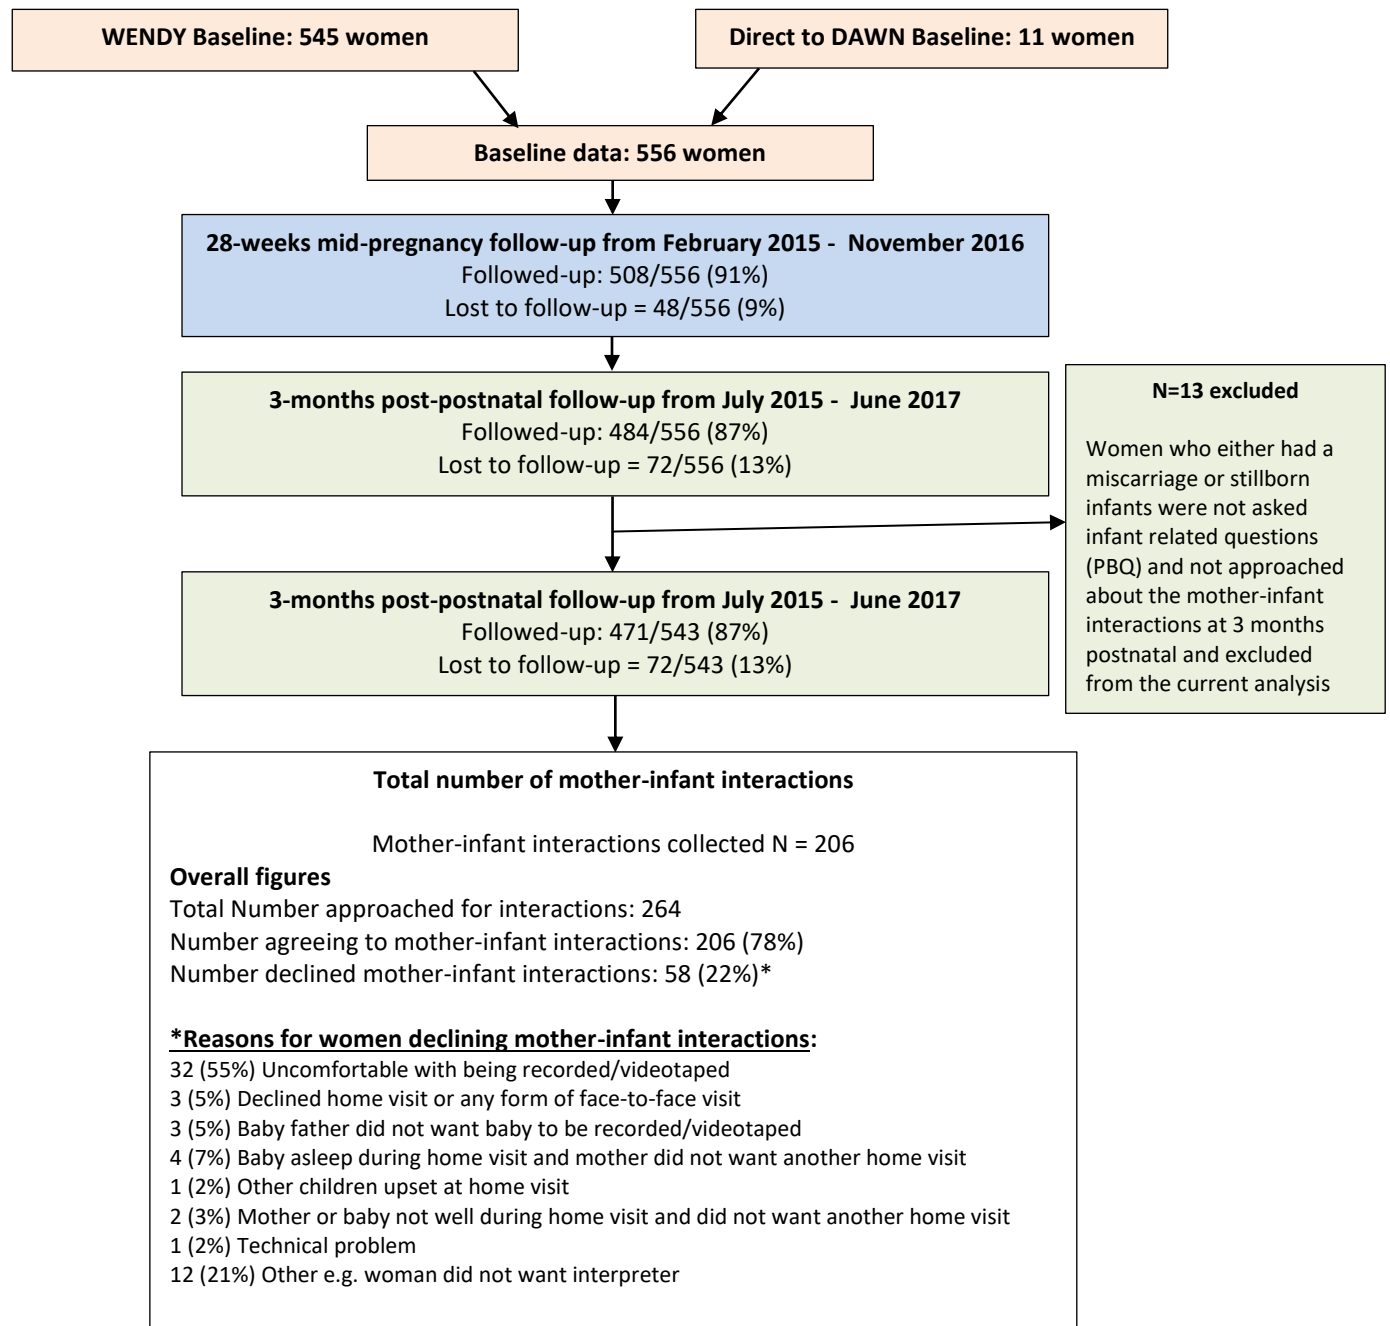 WENDY Baseline: 545 women
Direct to DAWN Baseline: 11 women
Baseline data: 556 women
28-weeks mid-pregnancy follow-up from February 2015 -  November 2016
Followed-up: 508/556 (91%)
Lost to follow-up = 48/556 (9%)
3-months post-postnatal follow-up from July 2015 -  June 2017
Followed-up: 484/556 (87%)
Lost to follow-up = 72/556 (13%)
N=13 excluded
Women who either had a
miscarriage or stillborn
infants were not asked
infant related questions
(PBQ) and not approached
about the mother-infant
interactions at 3 months
postnatal and excluded
from the current analysis
3-months post-postnatal follow-up from July 2015 -  June 2017
Followed-up: 471/543 (87%)
Lost to follow-up = 72/543 (13%)
Total number of mother-infant interactions
Mother-infant interactions collected N = 206
Overall figures
Total Number approached for interactions: 264
Number agreeing to mother-infant interactions: 206 (78%)
Number declined mother-infant interactions: 58 (22%)*
*Reasons for women declining mother-infant interactions:
32 (55%) Uncomfortable with being recorded/videotaped
3 (5%) Declined home visit or any form of face-to-face visit
3 (5%) Baby father did not want baby to be recorded/videotaped
4 (7%) Baby asleep during home visit and mother did not want another home visit
1 (2%) Other children upset at home visit
2 (3%) Mother or baby not well during home visit and did not want another home visit
1 (2%) Technical problem
12 (21%) Other e.g. woman did not want interpreter